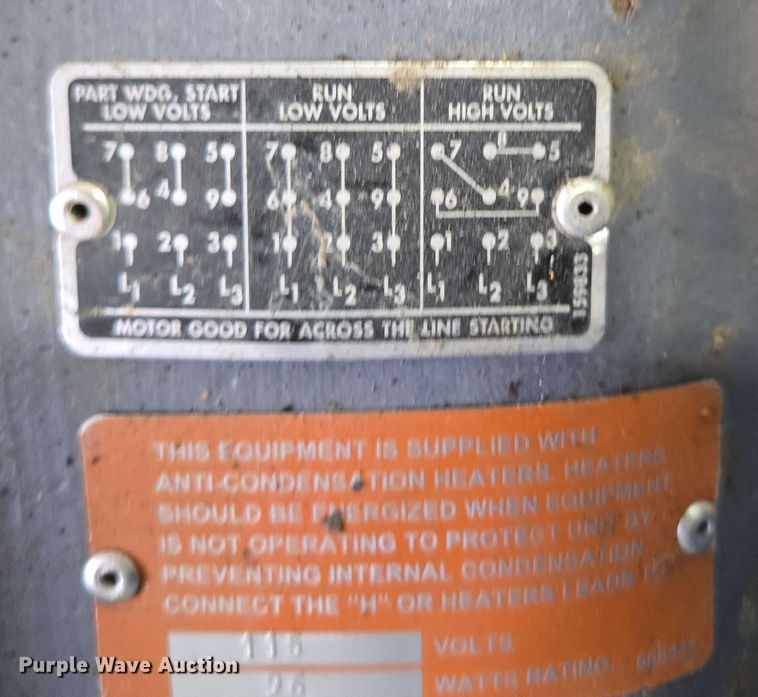 PART WDG. START RUN RUN
LOW VOLTS LOW VOLTS HIGH VOLTS
7 8 5 7 8 5 7 8 5
6 4 9 6 4 9 6 4 9
1 2 3 1 2 3 1 2 3
L1 L2 L3 L1 L2 L3 L1 L2 L3
159833
MOTOR GOOD FOR ACROSS THE LINE STARTING
THIS EQUIPMENT IS SUPPLIED WITH
ANTI-CONDENSATION HEATERS. HEATERS
SHOULD BE ENERGIZED WHEN EQUIPMENT
IS NOT OPERATING TO PROTECT UNIT BY
PREVENTING INTERNAL CONDENSATION.
CONNECT THE "H" OR HEATERS LEADS TO
115 VOLTS
96 WATTS RATING.
Purple Wave Auction